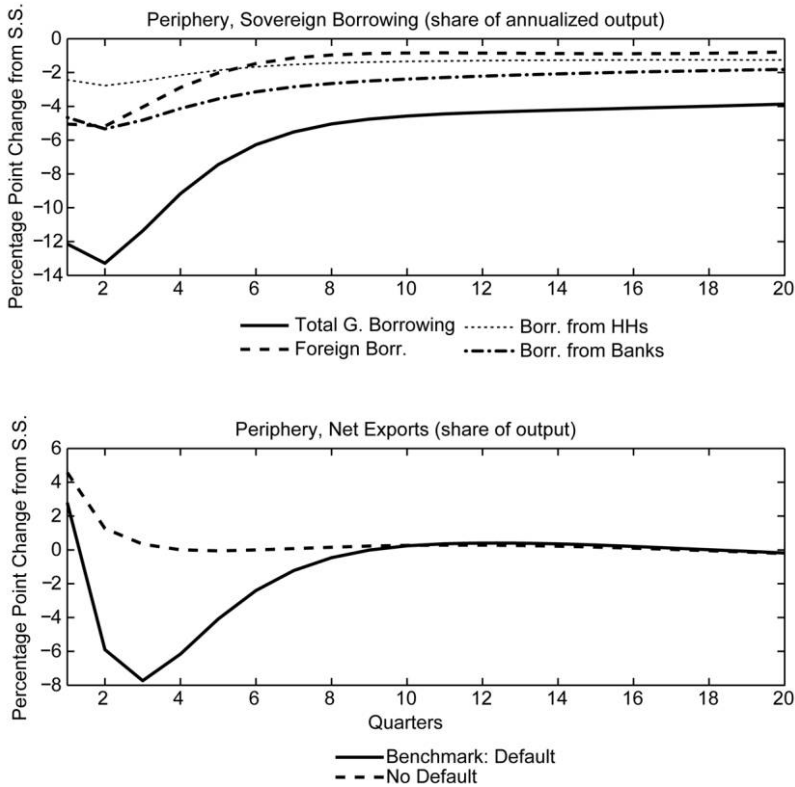 Periphery, Sovereign Borrowing (share of annualized output)
Percentage Point Change from S.S.
0
−2
−4
−6
−8
−10
−12
−14
2 4 6 8 10 12 14 16 18 20
Total G. Borrowing Borr. from HHs
Foreign Borr. Borr. from Banks
Periphery, Net Exports (share of output)
Percentage Point Change from S.S.
6
4
2
0
−2
−4
−6
−8
2 4 6 8 10 12 14 16 18 20
Quarters
Benchmark: Default
No Default